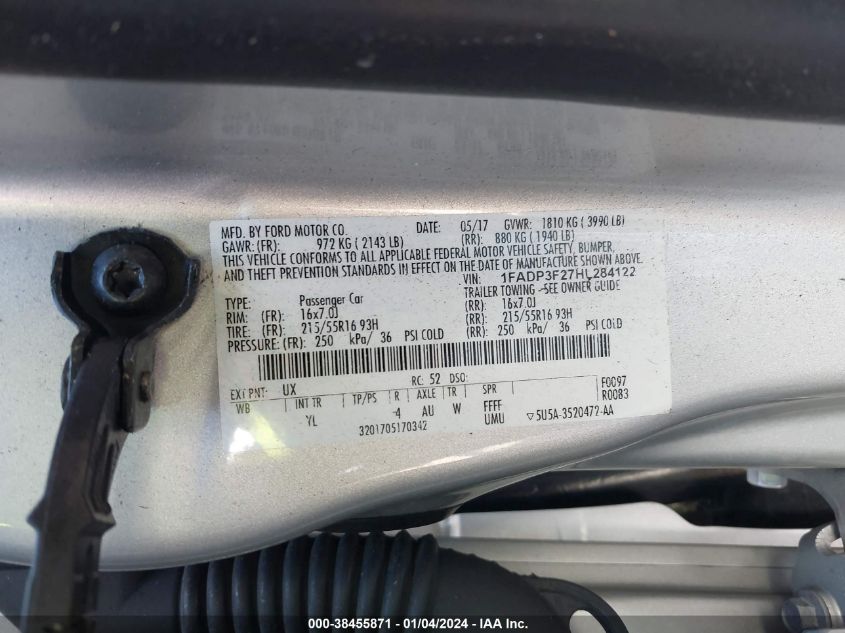 MFD. BY FORD MOTOR CO. DATE: 05/17 GVWR: 1810 KG ( 3990 LB)
GAWR: (FR): 972 KG ( 2143 LB) (RR): 880 KG ( 1940 LB)
THIS VEHICLE CONFORMS TO ALL APPLICABLE FEDERAL MOTOR VEHICLE SAFETY, BUMPER,
AND THEFT PREVENTION STANDARDS IN EFFECT ON THE DATE OF MANUFACTURE SHOWN ABOVE.
VIN: 1FADP3F27HL284122
TYPE: Passenger Car TRAILER TOWING -SEE OWNER GUIDE
RIM: (FR): 16x7.0J (RR): 16x7.0J
TIRE: (FR): 215/55R16 93H (RR): 215/55R16 93H
PRESSURE: (FR): 250 kPa/ 36 PSI COLD (RR): 250 kPa/ 36 PSI COLD
EXT PNT: UX RC: 52 DSO: F0097
WB INT TR TP/PS R AXLE TR SPR R0083
YL -4 AU W FFFF
3201705170342 UMU ▽5U5A-3520472-AA
000-38455871 - 01/04/2024 - IAA Inc.